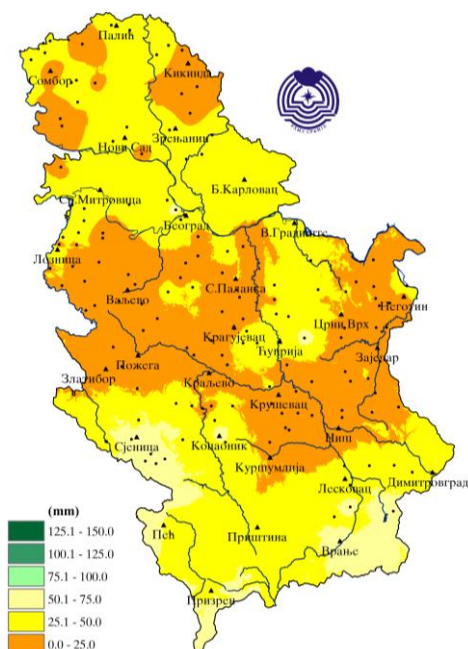 Палић
Кикинда
Сомбор
Зрењанин
Нови Сад
Б.Карловац
Ср.Митровица
Београд
В.Градиште
Лозница
С.Паланка
Неготин
Ваљево
Црни Врх
Крагујевац
Ћуприја
Зајечар
Пожега
Златибор
Краљево
Крушевац
Ниш
Сјеница
Копаоник
Куршумлија
Димитровград
Лесковац
Пећ
Приштина
Врање
Призрен
(mm)
125.1 - 150.0
100.1 - 125.0
75.1 - 100.0
50.1 - 75.0
25.1 - 50.0
0.0 - 25.0